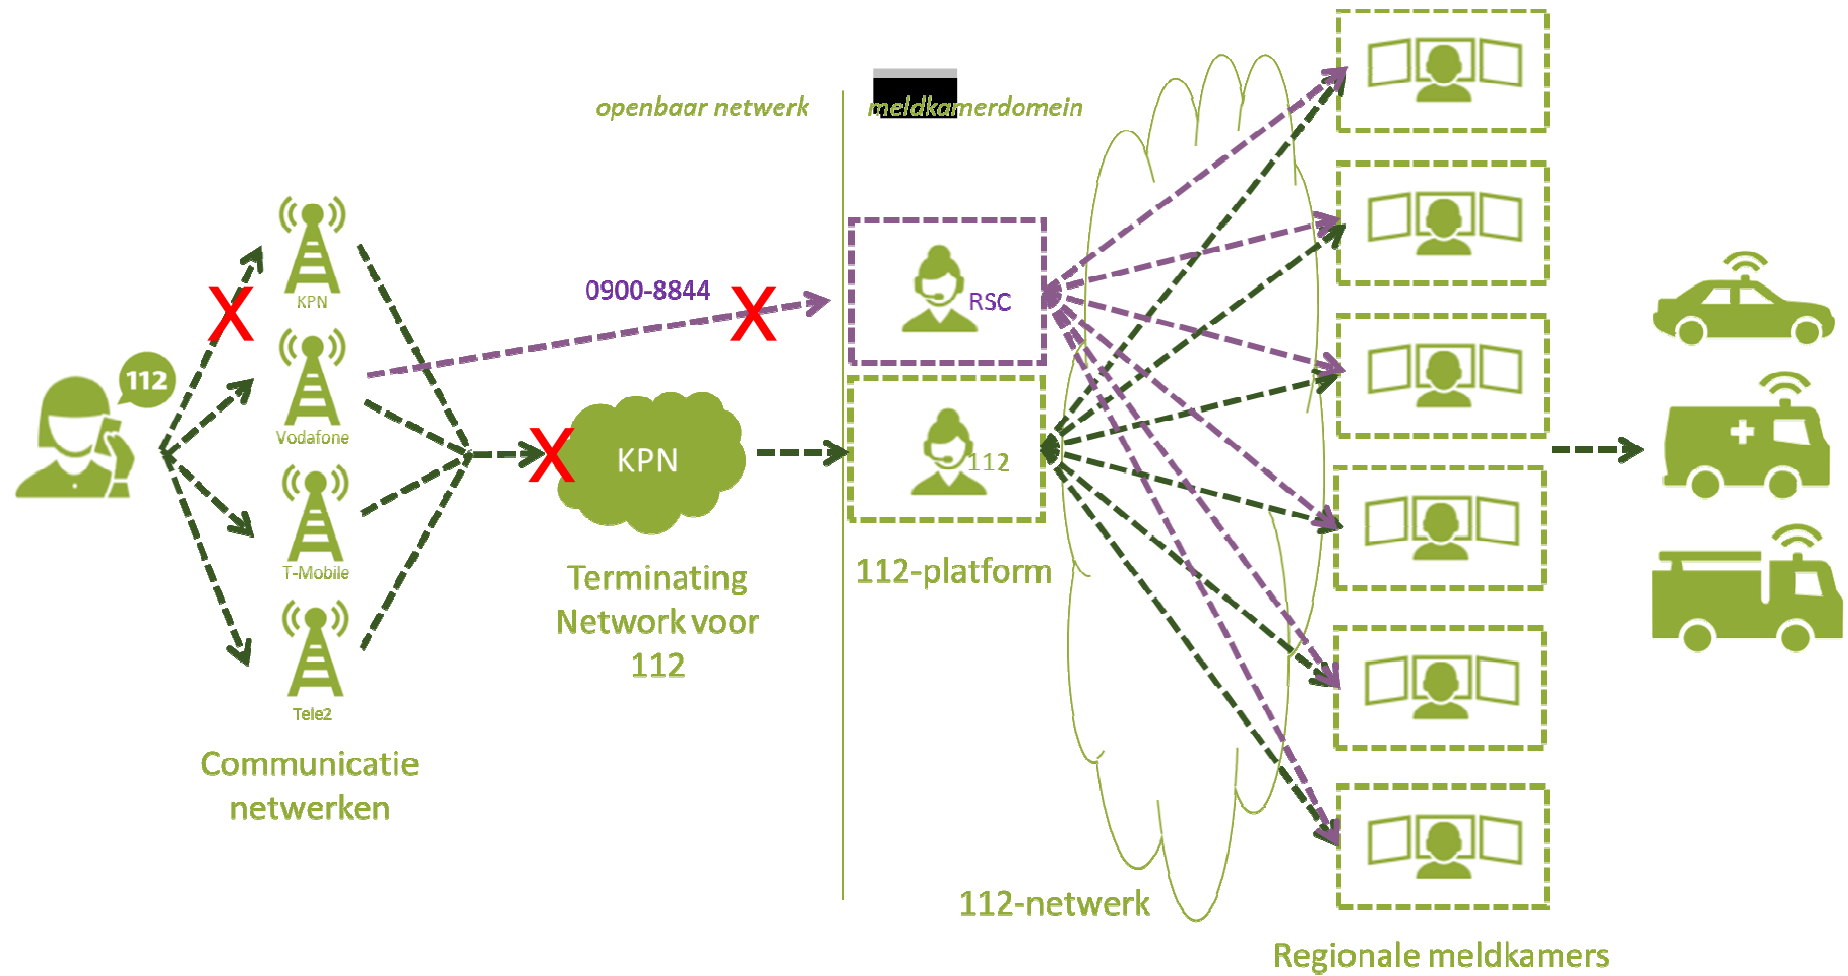 openbaar netwerk
meldkamerdomein
112
KPN
Vodafone
T-Mobile
Tele2
Communicatie
netwerken
0900-8844
X
X
X
KPN
Terminating
Network voor
112
RSC
112
112-platform
112-netwerk
Regionale meldkamers